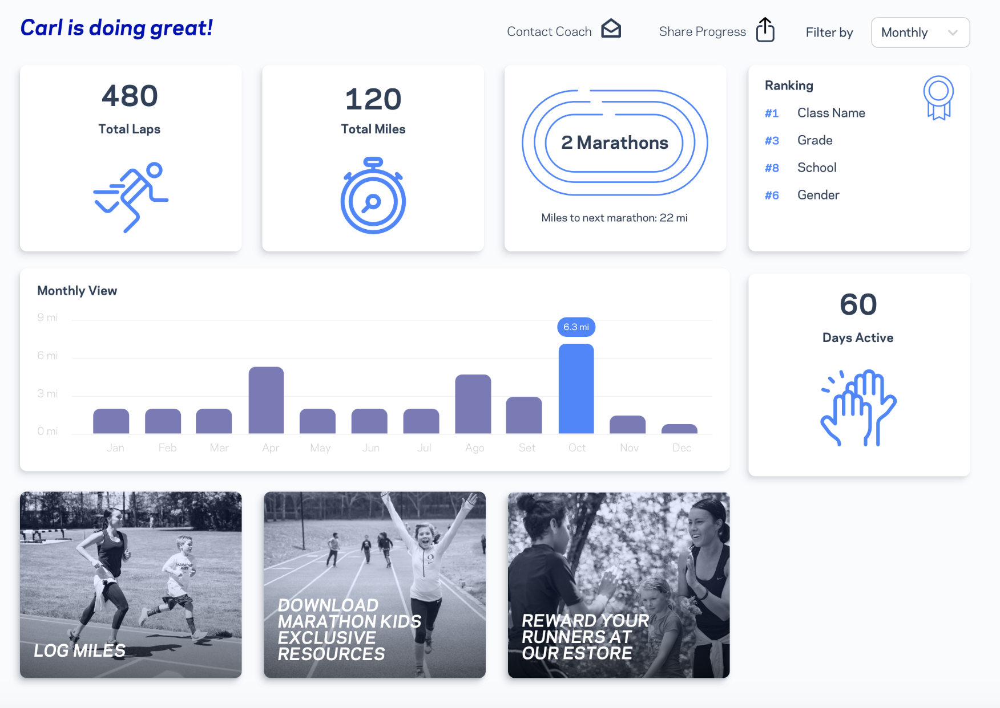 Carl is doing great!
Contact Coach
Share Progress
Filter by
Monthly
480
Total Laps
120
Total Miles
2 Marathons
Miles to next marathon: 22 mi
Ranking
#1 Class Name
#3 Grade
#8 School
#6 Gender
Monthly View
9 mi
6 mi
3 mi
0 mi
6.3 mi
Jan Feb Mar Apr May Jun Jul Ago Set Oct Nov Dec
60
Days Active
MARATHON
KIDS
LOG MILES
DOWNLOAD
MARATHON KIDS
EXCLUSIVE
RESOURCES
REWARD YOUR
RUNNERS AT
OUR ESTORE